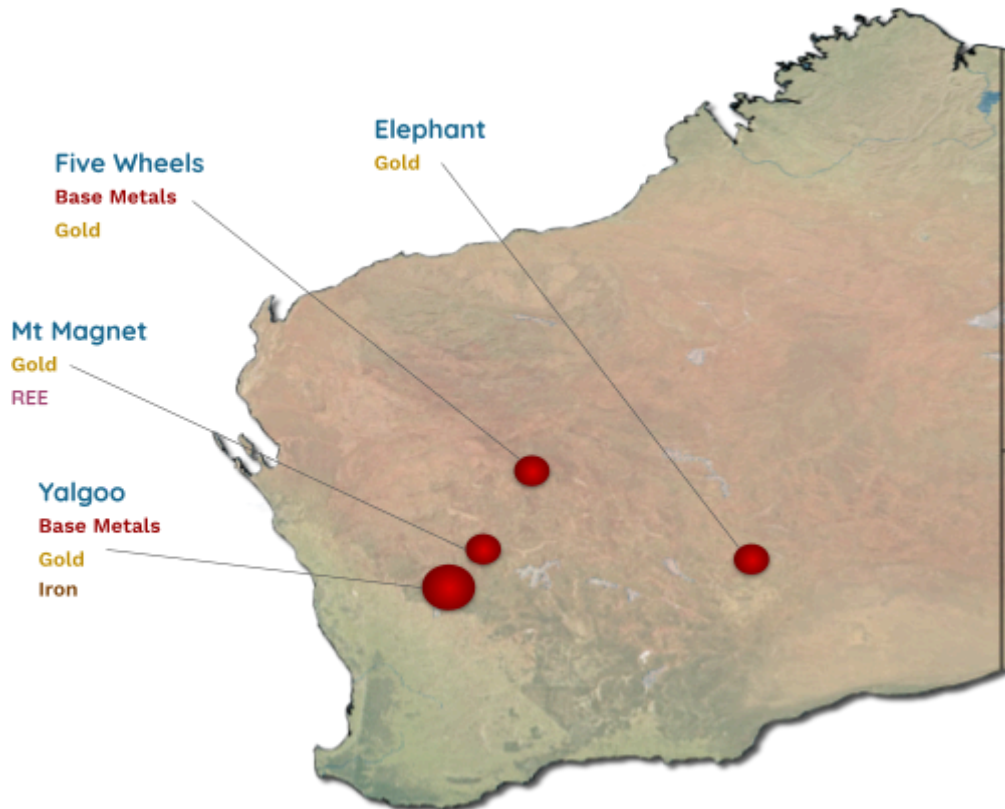 Elephant
Gold
Five Wheels
Base Metals
Gold
Mt Magnet
Gold
REE
Yalgoo
Base Metals
Gold
Iron